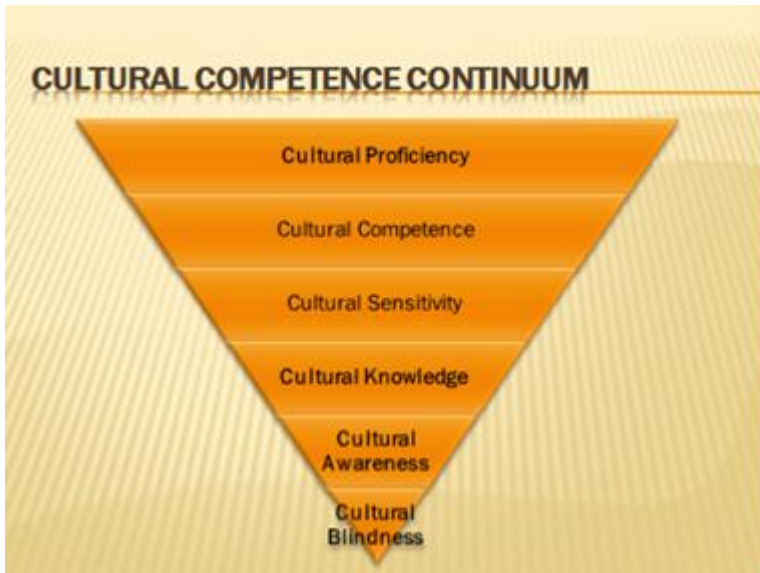 CULTURAL COMPETENCE CONTINUUM
Cultural Proficiency
Cultural Competence
Cultural Sensitivity
Cultural Knowledge
Cultural
Awareness
Cultural
Blindness